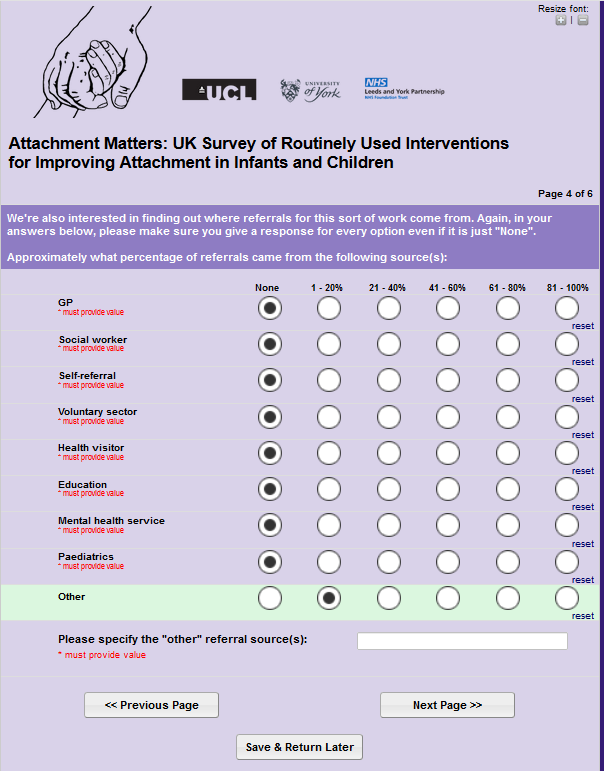 Resize font:
|
UCL
UNIVERSITY
of York
NHS
Leeds and York Partnership
NHS Foundation Trust
Attachment Matters: UK Survey of Routinely Used Interventions
for Improving Attachment in Infants and Children
Page 4 of 6
We're also interested in finding out where referrals for this sort of work come from. Again, in your
answers below, please make sure you give a response for every option even if it is just "None".
Approximately what percentage of referrals came from the following source(s):
None 1 - 20% 21 - 40% 41 - 60% 61 - 80% 81 - 100%
GP
* must provide value
reset
Social worker
* must provide value
reset
Self-referral
* must provide value
reset
Voluntary sector
* must provide value
reset
Health visitor
* must provide value
reset
Education
* must provide value
reset
Mental health service
* must provide value
reset
Paediatrics
* must provide value
reset
Other
reset
Please specify the "other" referral source(s):
* must provide value
<< Previous Page Next Page >>
Save & Return Later